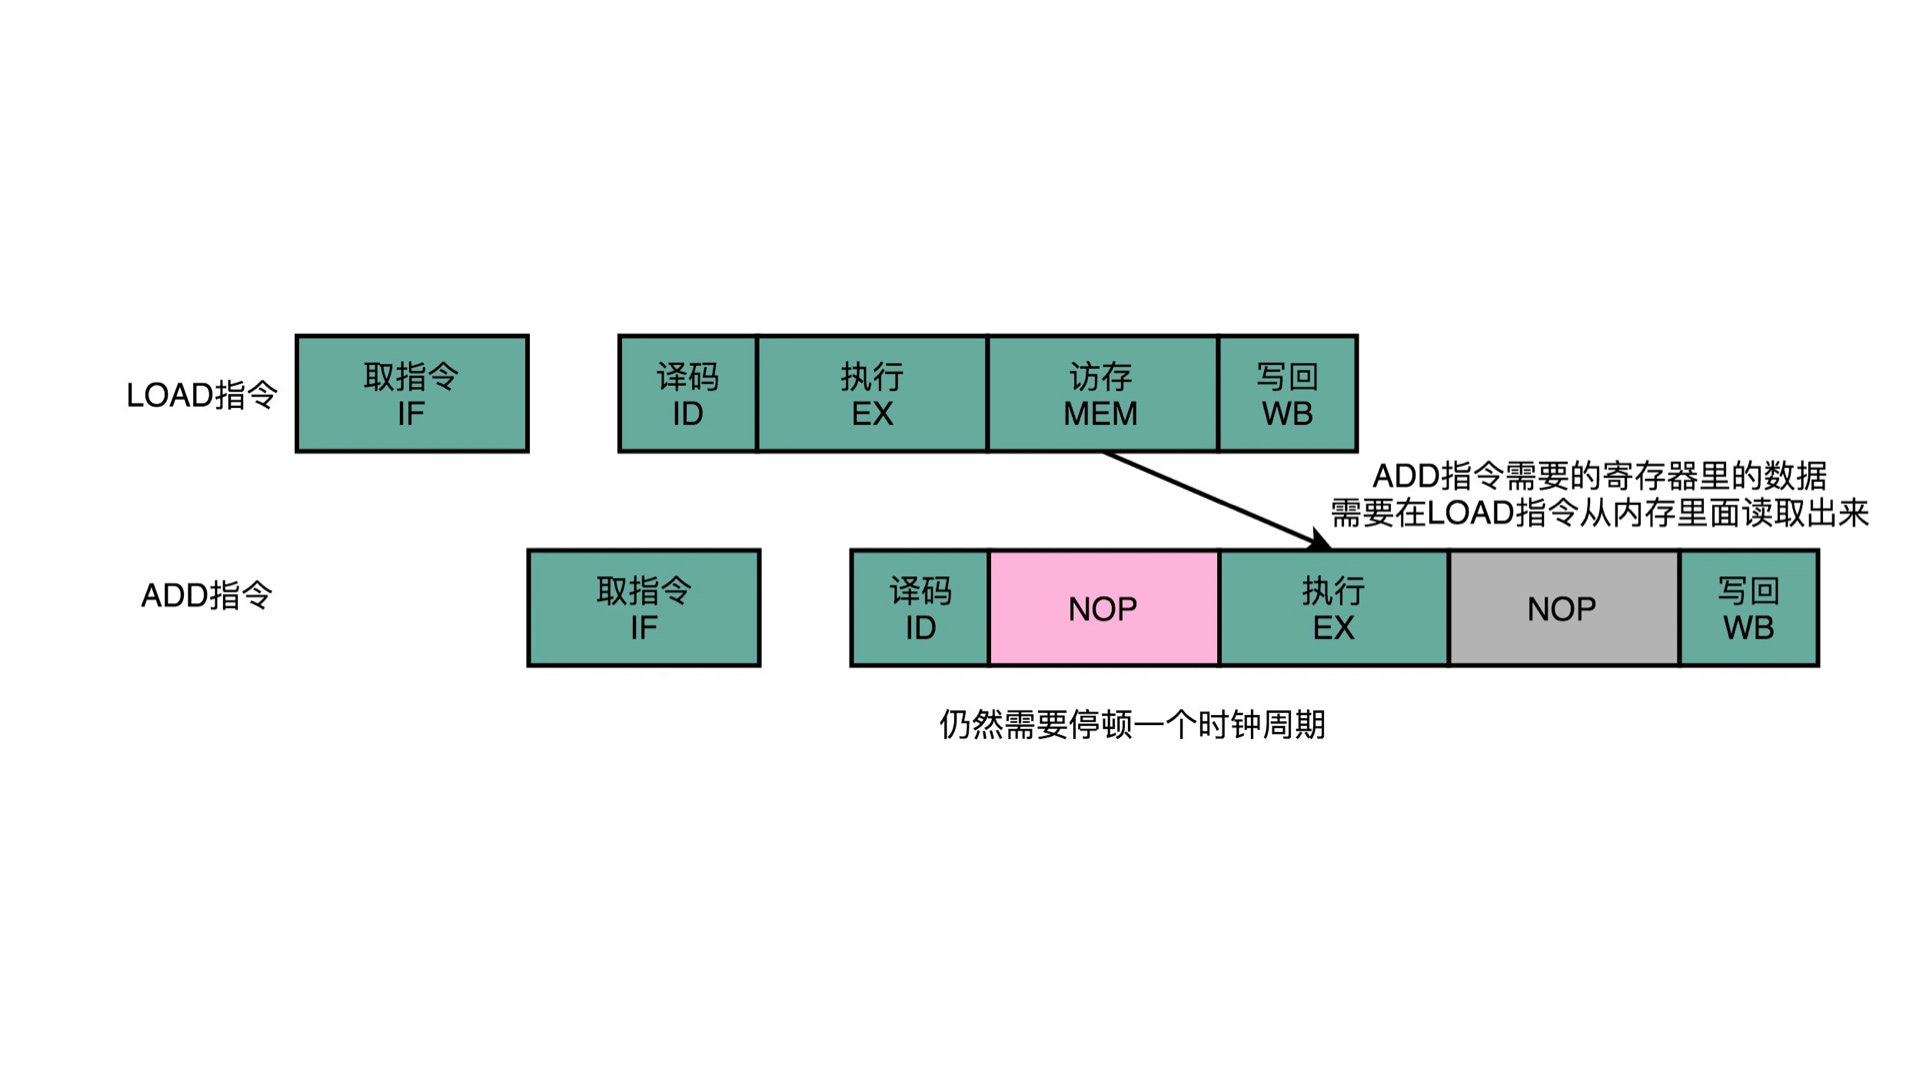 LOAD指令
取指令
IF
译码
ID
执行
EX
访存
MEM
写回
WB
ADD指令需要的寄存器里的数据
需要在LOAD指令从内存里面读取出来
ADD指令
取指令
IF
译码
ID
NOP
执行
EX
NOP
写回
WB
仍然需要停顿一个时钟周期